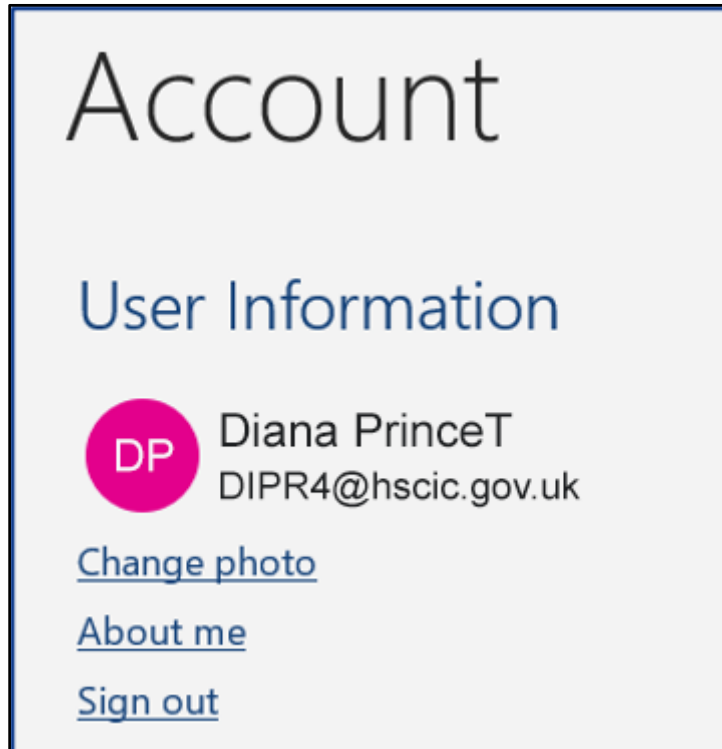 Account
User Information
DP
Diana PrinceT
DIPR4@hscic.gov.uk
Change photo
About me
Sign out